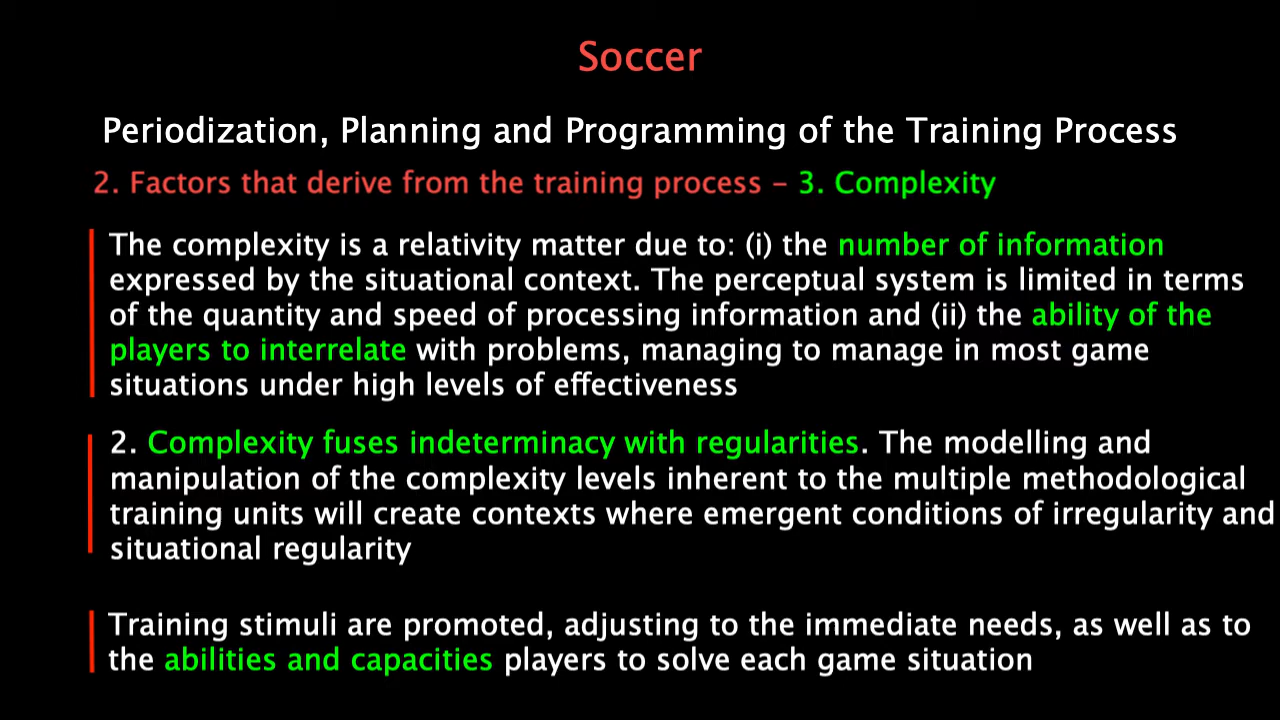 Soccer
Periodization, Planning and Programming of the Training Process
2. Factors that derive from the training process – 3. Complexity
The complexity is a relativity matter due to: (i) the number of information
expressed by the situational context. The perceptual system is limited in terms
of the quantity and speed of processing information and (ii) the ability of the
players to interrelate with problems, managing to manage in most game
situations under high levels of effectiveness
2. Complexity fuses indeterminacy with regularities. The modelling and
manipulation of the complexity levels inherent to the multiple methodological
training units will create contexts where emergent conditions of irregularity and
situational regularity
Training stimuli are promoted, adjusting to the immediate needs, as well as to
the abilities and capacities players to solve each game situation